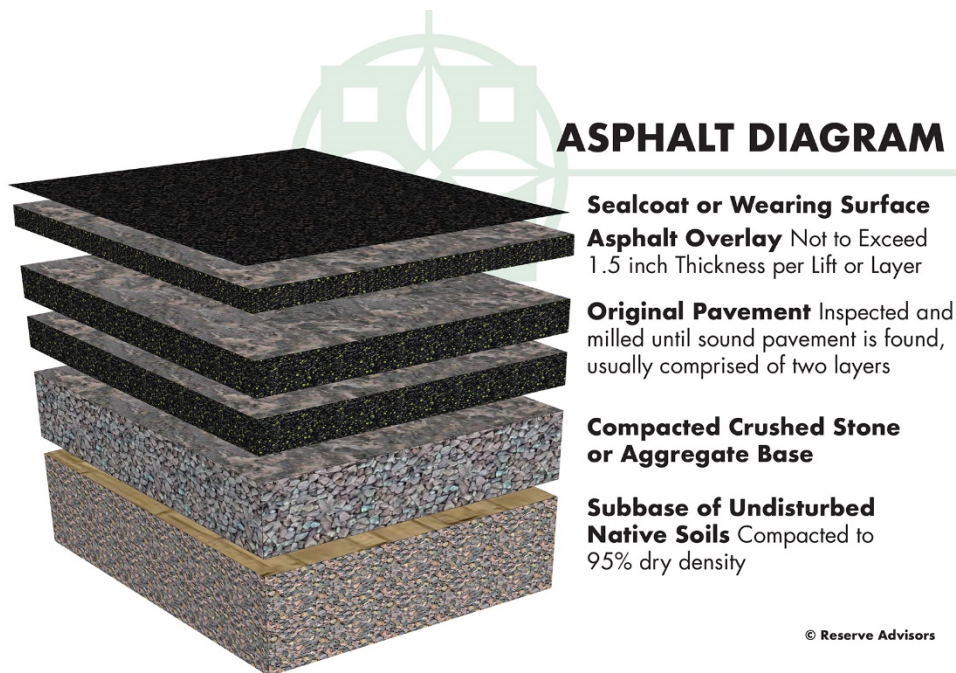 ASPHALT DIAGRAM
Sealcoat or Wearing Surface
Asphalt Overlay Not to Exceed
1.5 inch Thickness per Lift or Layer
Original Pavement Inspected and
milled until sound pavement is found,
usually comprised of two layers
Compacted Crushed Stone
or Aggregate Base
Subbase of Undisturbed
Native Soils Compacted to
95% dry density
© Reserve Advisors